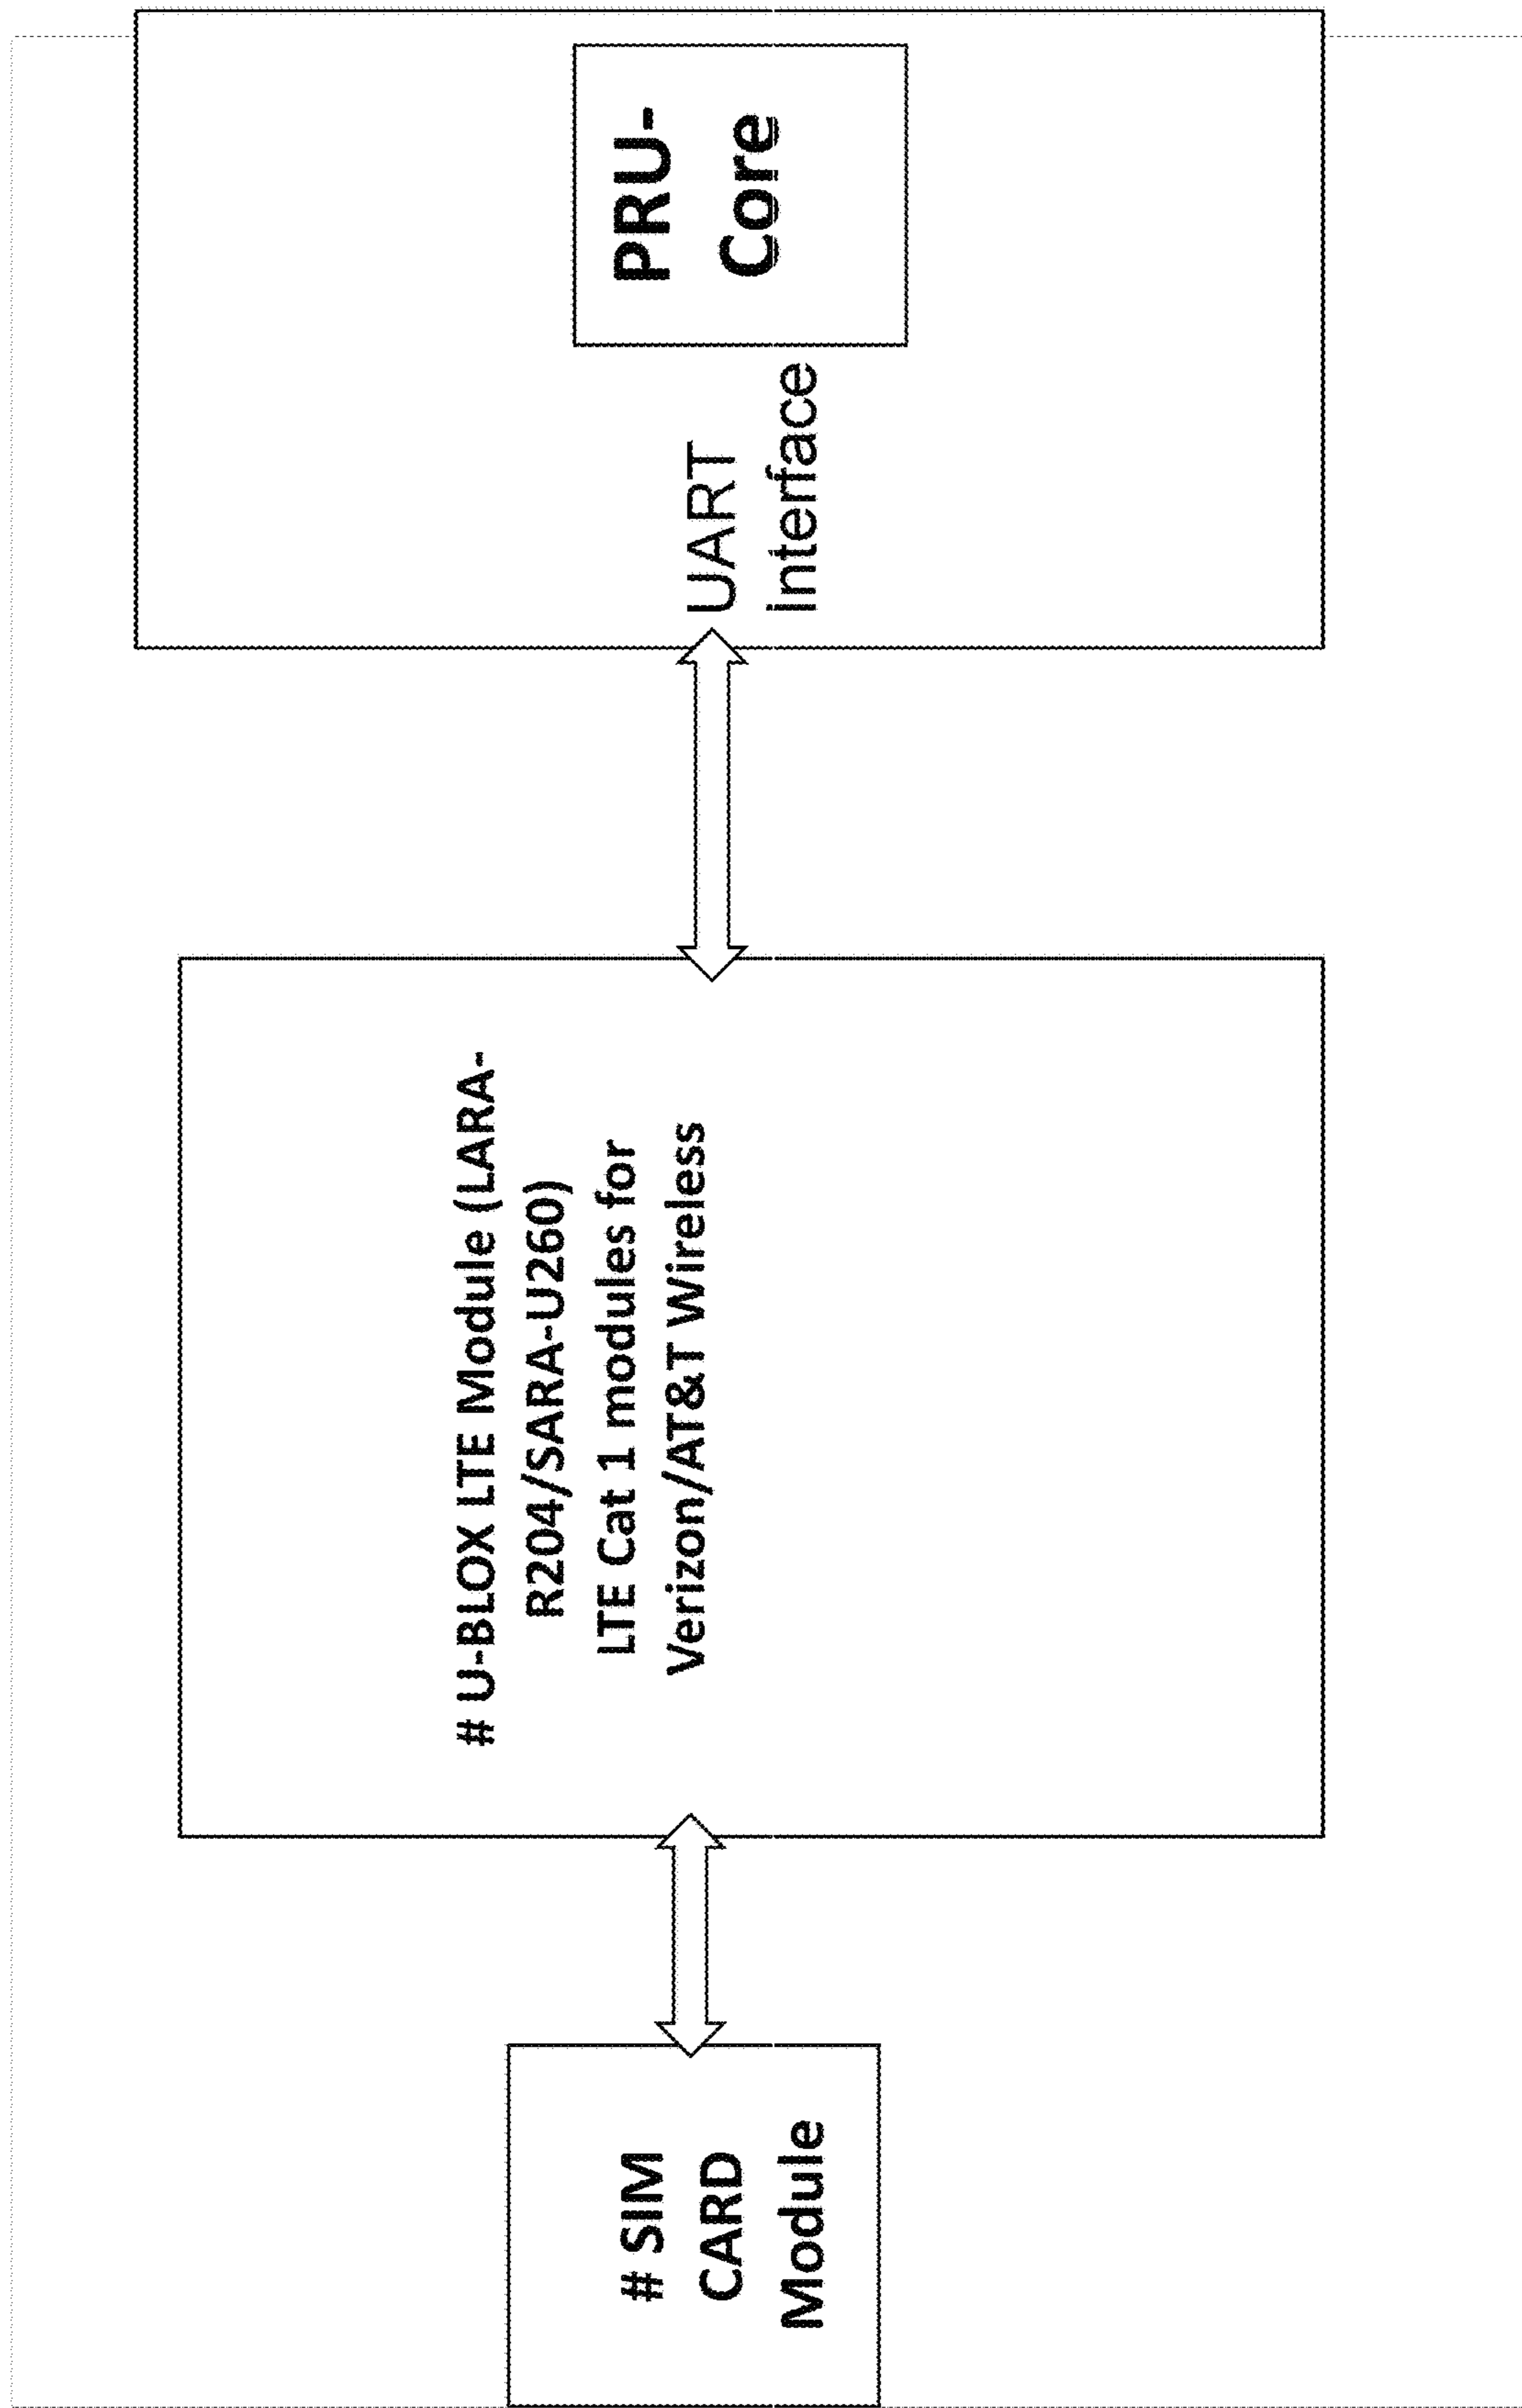 # SIM
CARD
Module
# U-BLOX LTE Module (LARA-
R204/SARA-U260)
LTE Cat 1 modules for
Verizon/AT&T Wireless
UART
interface
PRU-
Core